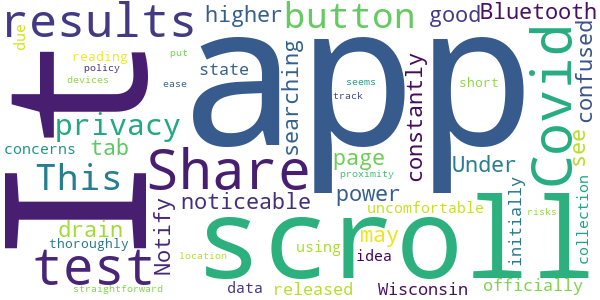 results
higher
button
good
Bluetooth
due
reading
policy
devices
put
ease
state
searching
app
seems
track
short
constantly
Covid
confused
It
privacy
concerns
tab
This
Share
page
proximity
Under
see
collection
test
drain
thoroughly
straightforward
Notify
noticeable
power
uncomfortable
may
scroll
initially
risks
location
using
idea
data
released
Wisconsin
officially